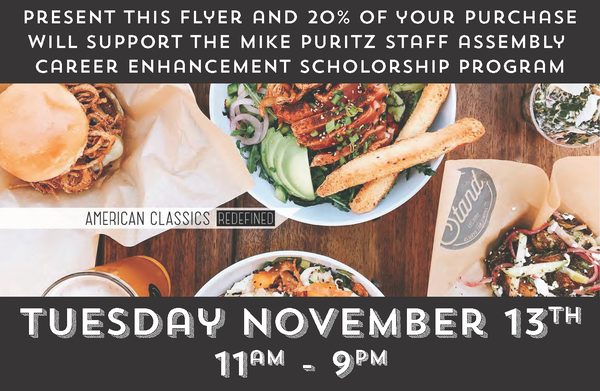 PRESENT THIS FLYER AND 20% OF YOUR PURCHASE
WILL SUPPORT THE MIKE PURITZ STAFF ASSEMBLY
CAREER ENHANCEMENT SCHOLORSHIP PROGRAM
AMERICAN CLASSICS REDEFINED
Stand
TUESDAY NOVEMBER 13TH
11AM - 9PM